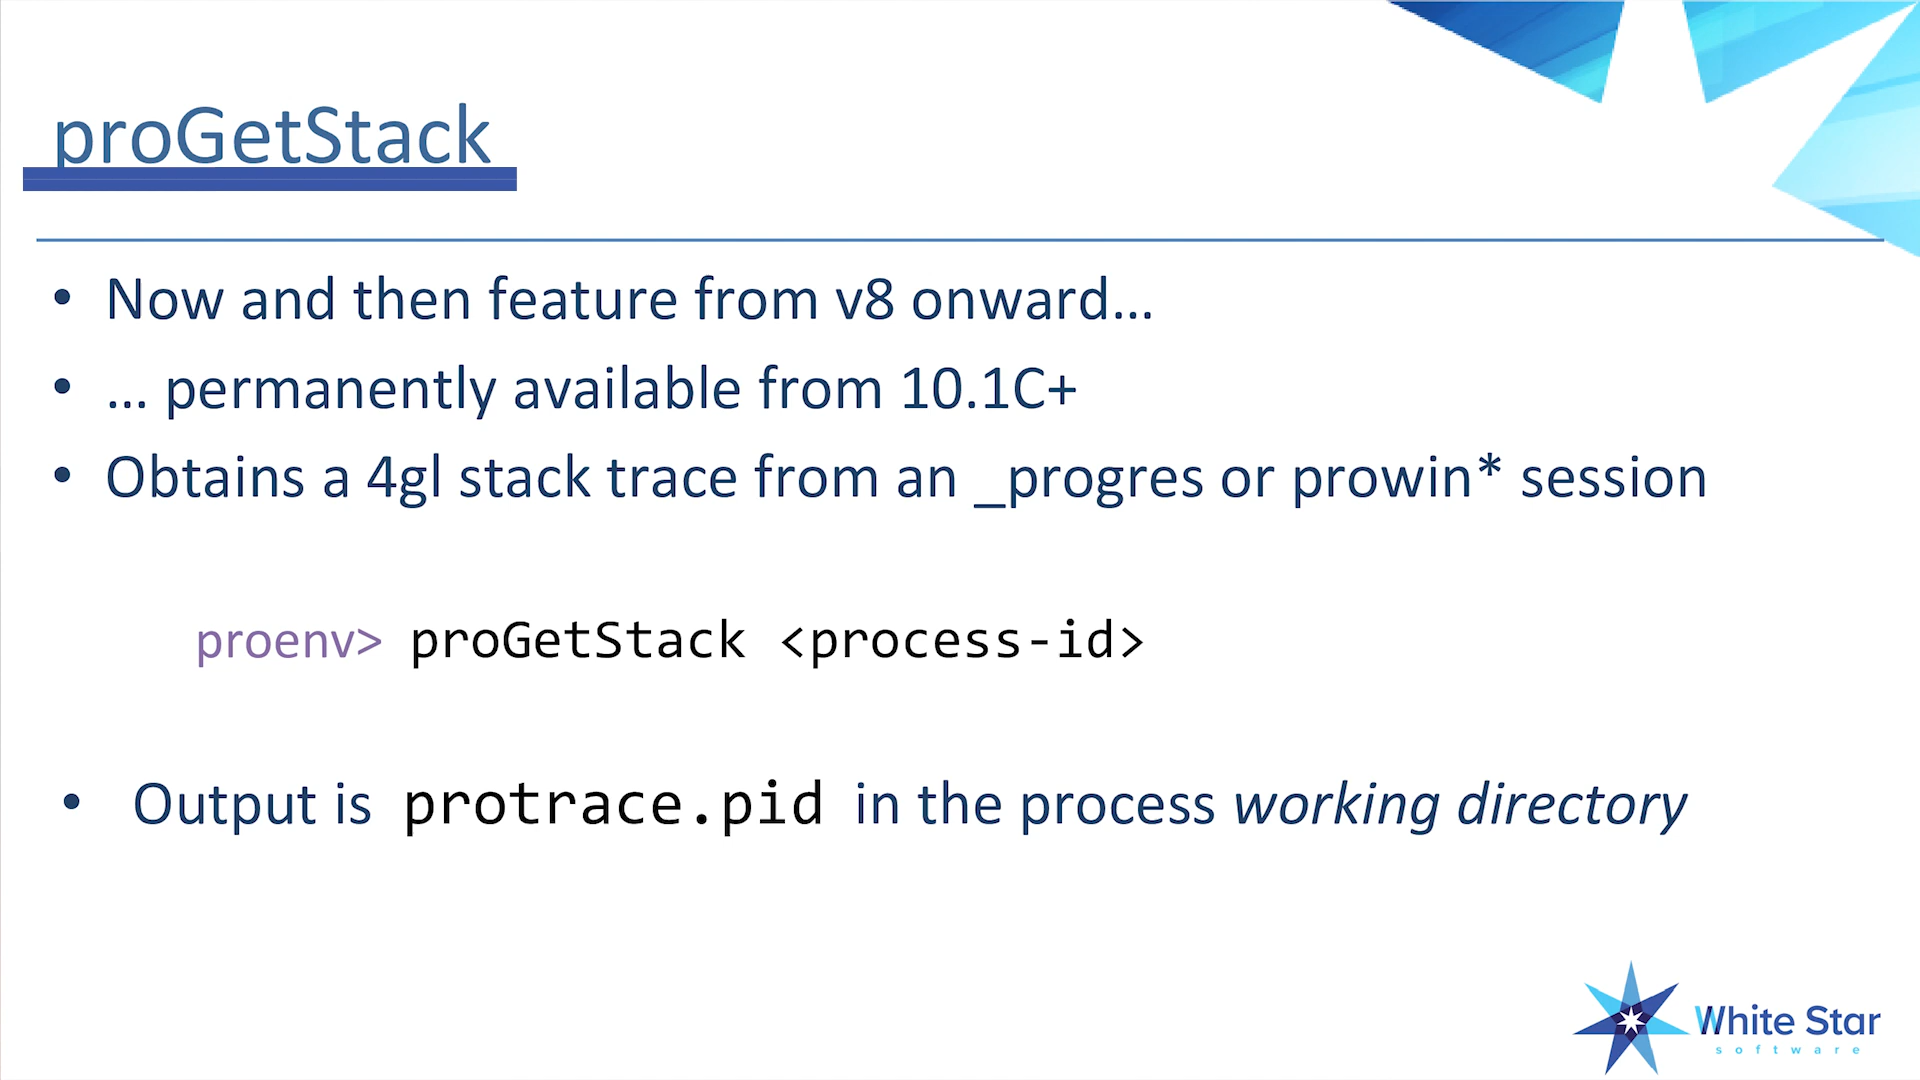 proGetStack
• Now and then feature from v8 onward...
• ... permanently available from 10.1C+
• Obtains a 4gl stack trace from an _progres or prowin* session
proenv> proGetStack <process-id>
• Output is protrace.pid in the process working directory
White Star
software